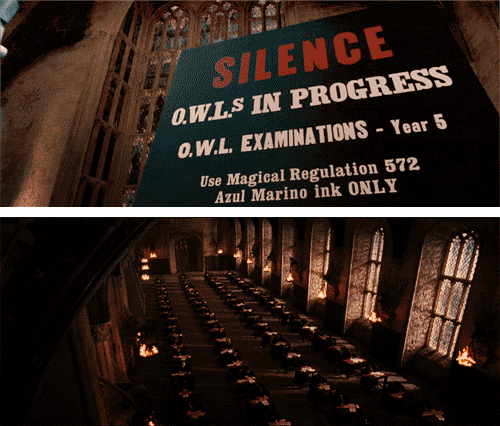 SILENCE
O.W.L.s IN PROGRESS
O.W.L. EXAMINATIONS - Year 5
Use Magical Regulation 572
Azul Marino ink ONLY